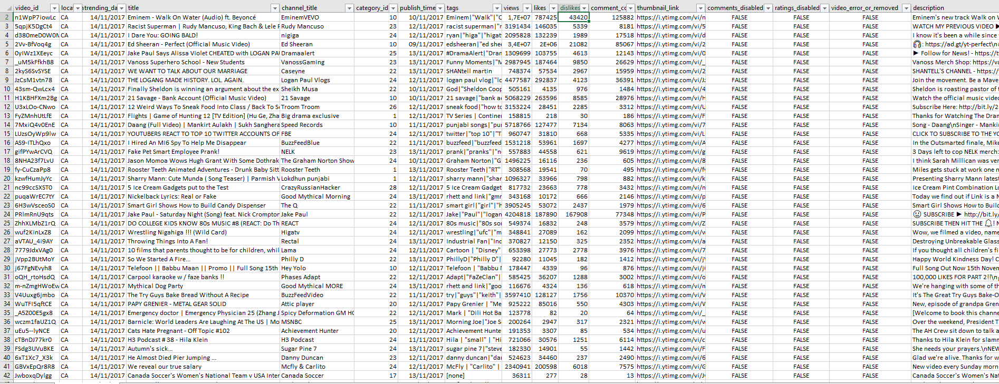 video_id locat trending_da title channel_title category_id publish_time tags views likes dislikes comment_co thumbnail_link comments_disabled ratings_disabled video_error_or_removed description
2 n1WpP7iowLc CA 14/11/2017 Eminem - Walk On Water (Audio) ft. Beyoncé EminemVEVO 10 10/11/2017 Eminem|"Walk"|"C 1,7E+07 787425 43420 125882 https://i.ytimg.com/vi/n FALSE FALSE FALSE Eminem's new track Walk on W
3 5qpjK5DgCt4 CA 14/11/2017 Racist Superman | Rudy Mancuso, King Bach & Lele P Rudy Mancuso 23 12/11/2017 racist superman|"r 3191434 146035 5339 8181 https://i.ytimg.com/vi/5 FALSE FALSE FALSE WATCH MY PREVIOUS VIDEO ▶
4 d380meD0W0M CA 14/11/2017 I Dare You: GOING BALD! nigiga 24 12/11/2017 ryan|"higa"|"higat 2095828 132239 1989 17518 https://i.ytimg.com/vi/d FALSE FALSE FALSE I know it's been a while since
5 2Vv-BfVoq4g CA 14/11/2017 Ed Sheeran - Perfect (Official Music Video) Ed Sheeran 10 09/11/2017 edsheeran|"ed shee 3,4E+07 2E+06 21082 85067 https://i.ytimg.com/vi/2 FALSE FALSE FALSE 🎧: https://ad.gt/yt-perfect\n
6 0yIWz1XEeyc CA 14/11/2017 Jake Paul Says Alissa Violet CHEATED with LOGAN PA Dramaalert 25 13/11/2017 #DramaAlert|"Dran 1309699 103755 4613 12143 https://i.ytimg.com/vi/0 FALSE FALSE FALSE ▶ Follow for News! - https://t
7 _uM5kFfkhB8 CA 14/11/2017 Vanoss Superhero School - New Students VanossGaming 23 13/11/2017 Funny Moments|"M 2987945 187464 9850 26629 https://i.ytimg.com/vi/_ FALSE FALSE FALSE Vanoss Merch Shop: https://va
8 2kyS6SvSYSE CA 14/11/2017 WE WANT TO TALK ABOUT OUR MARRIAGE Caseyne 22 13/11/2017 SHANtell martin 748374 57534 2967 15959 https://i.ytimg.com/vi/2 FALSE FALSE FALSE SHANTELL'S CHANNEL - https:/
9 JzCsM1vtn78 CA 14/11/2017 THE LOGANG MADE HISTORY. LOL. AGAIN. Logan Paul Vlogs 24 12/11/2017 logan paul vlog|"lo 4477587 292837 4123 36391 https://i.ytimg.com/vi/Jz FALSE FALSE FALSE Join the movement. Be a Mave
10 43sm-QwLcx4 CA 14/11/2017 Finally Sheldon is winning an argument about the ex Sheikh Musa 22 10/11/2017 God|"Sheldon Coop 505161 4135 976 1484 https://i.ytimg.com/vi/4 FALSE FALSE FALSE Sheldon is roasting pastor of t
11 H1KBHFXm2Bg CA 14/11/2017 21 Savage - Bank Account (Official Music Video) 21 Savage 10 10/11/2017 21 savage|"bank a 5068229 263596 8585 28976 https://i.ytimg.com/vi/H FALSE FALSE FALSE Watch the official music video
12 U3xLOo-CNwo CA 14/11/2017 12 Weird Ways To Sneak Food Into Class / Back To S Troom Troom 26 12/11/2017 sneak food|"how to 3153224 28451 2285 3312 https://i.ytimg.com/vi/U FALSE FALSE FALSE Subscribe Here: http://bit.ly/2
13 FyZMnhUtLfE CA 14/11/2017 Flights | Game of Hunting 12 [TV Edition] (Hu Ge, Zha Big drama exclusive 1 12/11/2017 TV Series | Continer 158815 218 30 186 https://i.ytimg.com/vi/F FALSE FALSE FALSE Thanks for Watching The Dran
14 7MxiQ4v0EnE CA 14/11/2017 Daang (Full Video) | Mankirt Aulakh | Sukh Sanghera Speed Records 10 11/11/2017 punjabi songs|"pur 5718766 127477 7134 8063 https://i.ytimg.com/vi/7 FALSE FALSE FALSE Song - Daang\nSinger - Mankir
15 LUzsOyWp9lw CA 14/11/2017 YOUTUBERS REACT TO TOP 10 TWITTER ACCOUNTS OF FBE 24 12/11/2017 twitter|"top 10"|"T 960747 31810 668 5335 https://i.ytimg.com/vi/L FALSE FALSE FALSE CLICK TO SUBSCRIBE TO THE YO
16 AS9-ITLhQxo CA 14/11/2017 I Hired An MI6 Spy To Help Me Disappear BuzzFeedBlue 22 11/11/2017 buzzfeed|"buzzfeed 1531218 53961 1697 4277 https://i.ytimg.com/vi/A FALSE FALSE FALSE In the Outsmarted finale, Mike
17 gifPYwArCVQ CA 14/11/2017 Fake Pet Smart Employee Prank! NELK 23 13/11/2017 prank|"pranks"|"n 557883 44558 621 9619 https://i.ytimg.com/vi/g FALSE FALSE FALSE 3 Days left to cop NELK merch:
18 8NHA23f7LvU CA 14/11/2017 Jason Momoa Wows Hugh Grant With Some Dothrak The Graham Norton Show 24 10/11/2017 Graham Norton|"G 1496225 16116 236 605 https://i.ytimg.com/vi/8 FALSE FALSE FALSE I think Sarah Millican was ver
19 fy-CuCzaPp8 CA 14/11/2017 Rooster Teeth Animated Adventures - Drunk Baby Sitt Rooster Teeth 1 13/11/2017 Rooster Teeth|"RT" 308568 19541 70 495 https://i.ytimg.com/vi/f FALSE FALSE FALSE Miles gets stuck at work one n
20 kzwfHumJyYc CA 14/11/2017 Sharry Mann: Cute Munda ( Song Teaser) | Parmish V Lokdhun punjabi 1 12/11/2017 sharry mann|"shar 1096327 33966 798 882 https://i.ytimg.com/vi/k FALSE FALSE FALSE Presenting Sharry Mann latest
21 nc99ccSXST0 CA 14/11/2017 5 Ice Cream Gadgets put to the Test CrazyRussianHacker 28 12/11/2017 5 Ice Cream Gadget 817732 23663 778 3432 https://i.ytimg.com/vi/n FALSE FALSE FALSE Ice Cream Pint Combination Lo
22 puqaWrEC7tY CA 14/11/2017 Nickelback Lyrics: Real or Fake Good Mythical Morning 24 13/11/2017 rhett and link|"gmr 343168 10172 666 2146 https://i.ytimg.com/vi/p FALSE FALSE FALSE Today we find out if Link is a N
23 6H3wVsceoS0 CA 14/11/2017 Smart Girl Shows How to Build Candy Dispenser The Q 22 11/11/2017 smart girl|"girl"|"h 3905245 53072 2437 1979 https://i.ytimg.com/vi/6 FALSE FALSE FALSE Smart Girl Shows How to Build
24 PRlmRnU9qts CA 14/11/2017 Jake Paul - Saturday Night (Song) feat. Nick Crompton Jake Paul 22 11/11/2017 Jake|"Paul"|"logan 4204818 187890 167908 77348 https://i.ytimg.com/vi/P FALSE FALSE FALSE 😃 SUBSCRIBE ▶ http://bit.ly/
25 ZhhXLMbZ1rQ CA 14/11/2017 DO COLLEGE KIDS KNOW 80s MUSIC #8 (REACT: Do Th REACT 24 12/11/2017 80s music|"80s sor 549374 16832 248 3579 https://i.ytimg.com/vi/Z FALSE FALSE FALSE SUBSCRIBE THEN HIT THE 🔔! N
26 wuf2KinLxZ8 CA 14/11/2017 Wrestling Nigahiga !!! (Wild Card) Higatv 24 12/11/2017 wrestling|"ufc"|"m 348841 27089 162 2099 https://i.ytimg.com/vi/w FALSE FALSE FALSE Wow, we filmed a video, name
27 aVTAU_4i9AY CA 14/11/2017 Throwing Things Into A Fan! Rectal 24 13/11/2017 Industrial Fan|"Inc 370827 12150 325 2352 https://i.ytimg.com/vi/a FALSE FALSE FALSE Destroying Unbreakable Glass
28 7779JdxVAg0 CA 14/11/2017 10 films that parents thought to be for children, whil Lama 24 12/11/2017 Cartoon | "Disney" 653398 27773 2778 3976 https://i.ytimg.com/vi/7 FALSE FALSE FALSE If you thought all children's fi
29 jVpp2BUtMoY CA 14/11/2017 So We Started A Fire... Philly D 22 13/11/2017 PhillyD|"Philly D"| 92280 11045 182 1412 https://i.ytimg.com/vi/j FALSE FALSE FALSE Happy World Kindness Day! C
30 j67FgNEvyh8 CA 14/11/2017 Telefoon || Babbu Maan || Promo || Full Song 15th Hey Yolo 10 12/11/2017 Telefoon | "Babbu M 178447 4339 96 876 https://i.ytimg.com/vi/j FALSE FALSE FALSE Full Song Out Now 15th Novem
31 oQH_rtoHsdQ CA 14/11/2017 Carpool karaoke w / faze banks !! Phases Adapt 22 12/11/2017 Adapt|"FaZeClan"| 585425 36207 1288 3002 https://i.ytimg.com/vi/o FALSE FALSE FALSE 100,000 LIKES FOR PART 2!!\n
32 m-nZmgHWoEw CA 14/11/2017 Mythical Dog Party Good Mythical MORE 24 13/11/2017 rhett and link|"goo 116676 4324 136 618 https://i.ytimg.com/vi/m FALSE FALSE FALSE We're hanging with some of th
33 V4Uuxg6jmbo CA 14/11/2017 The Try Guys Bake Bread Without A Recipe BuzzFeedVideo 22 11/11/2017 try|"guys"|"keith"| 3597410 128127 1756 10370 https://i.ytimg.com/vi/V FALSE FALSE FALSE It's The Great Try Guys Bake-O
34 WuTFI5qftCE CA 14/11/2017 PAPY GRENIER - METAL GEAR SOLID Attic player 20 12/11/2017 Papy Grenier | "Me 925222 85016 550 4303 https://i.ytimg.com/vi/W FALSE FALSE FALSE New, episode of grandpa Gren
35 _A5Z00E5gx8 CA 14/11/2017 Emergency doctor | Emergency Physician 25 (Zhang J Spicy Deformation GM HO 22 12/11/2017 Mark | "Dili Hot Ba 123778 82 20 64 https://i.ytimg.com/vi/_ FALSE FALSE FALSE [Welcome to book this channe
36 wczm1faUZ1Q CA 14/11/2017 Barnicle: World Leaders Are Laughing At The US | Mo MSNBC 25 13/11/2017 Morning Joe|"Joe S 200264 2947 317 2321 https://i.ytimg.com/vi/w FALSE FALSE FALSE Over the weekend, President T
37 uEu5--lyNCE CA 14/11/2017 Cats Hate Pregnant - Off Topic #102 Achievement Hunter 20 12/11/2017 Achievement Hunte 191353 3307 85 534 https://i.ytimg.com/vi/u FALSE FALSE FALSE The AH Crew sit down to talk a
38 cTBnDJ77kr0 CA 14/11/2017 H3 Podcast # 38 - Hila Klein H3 Podcast 24 11/11/2017 Hila | "small" | "Hi 721066 30576 1251 6114 https://i.ytimg.com/vi/c FALSE FALSE FALSE Thanks to Hila Klein for slamm
39 FSdg3UVuBKE CA 14/11/2017 Autumn's sick... Sugar Pine 7 24 13/11/2017 sugar pine 7|"steve 182330 14901 55 1442 https://i.ytimg.com/vi/F FALSE FALSE FALSE She needs your prayers.\nNEW
40 6xT1Xc7_X3k CA 14/11/2017 He Almost Died Pier Jumping ... Danny Duncan 23 12/11/2017 danny duncan|"dar 524623 34460 237 2490 https://i.ytimg.com/vi/6 FALSE FALSE FALSE Glad we're alive. Thanks for w
41 GBVxEpQr8R8 CA 14/11/2017 We reveal our true salary Mcfly & Carlito 24 12/11/2017 McFly | "Carlito" | 2340941 200598 6018 7575 https://i.ytimg.com/vi/G FALSE FALSE FALSE New video every Sunday morn
42 JwboxqDylgg CA 14/11/2017 Canada Soccer's Women's National Team v USA Inter Canada Soccer 17 13/11/2017 [none] 36311 277 28 13 https://i.ytimg.com/vi/J FALSE FALSE FALSE Canada Soccer's Women's Nat